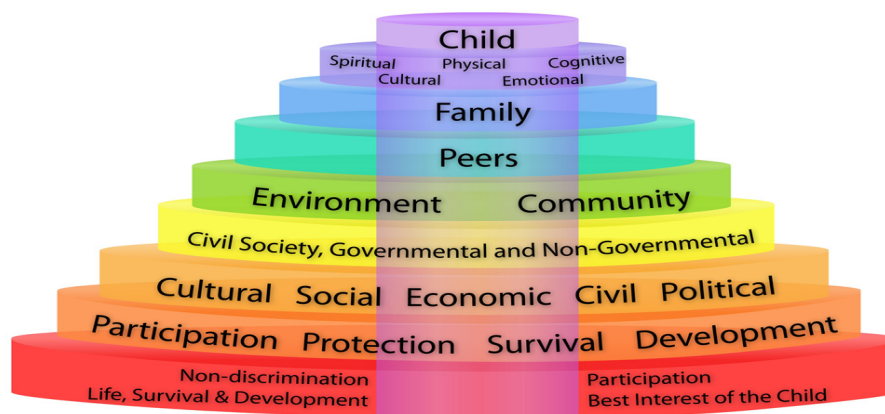 Child
Spiritual Physical Cognitive
Cultural Emotional
Family
Peers
Environment Community
Civil Society, Governmental and Non-Governmental
Cultural Social Economic Civil Political
Participation Protection Survival Development
Non-discrimination Participation
Life, Survival & Development Best Interest of the Child